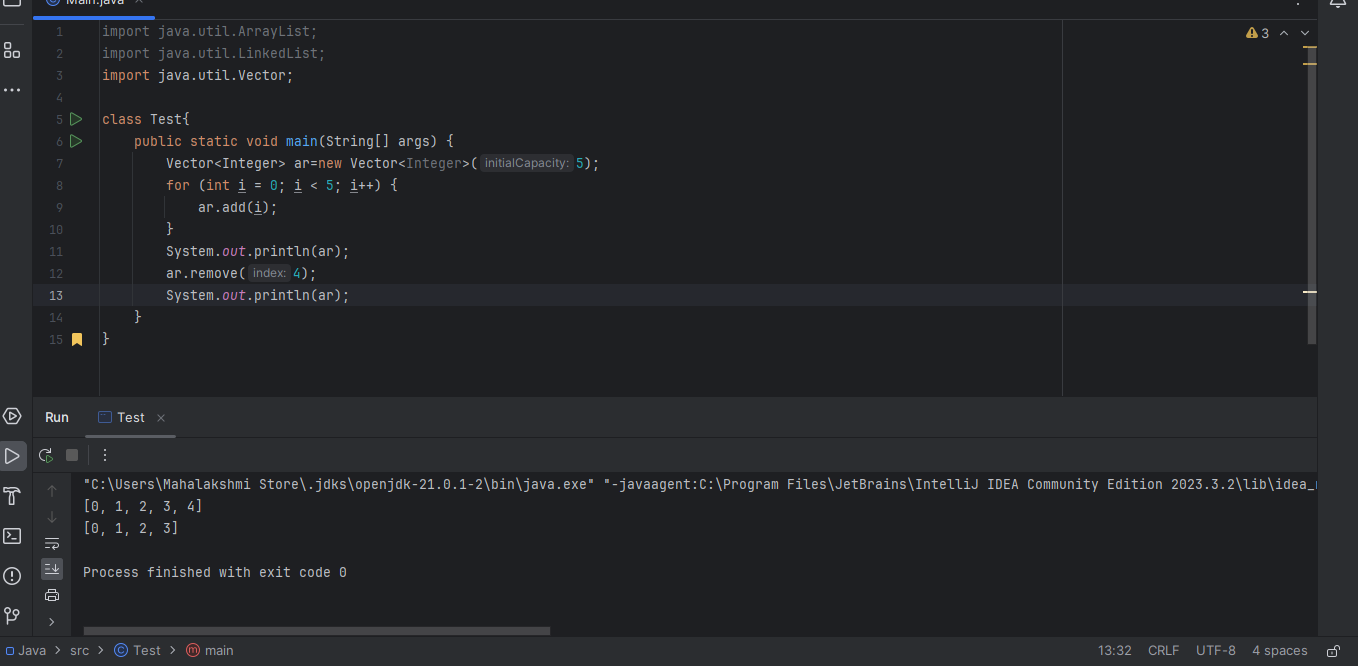 Main.java
1 import java.util.ArrayList;
2 import java.util.LinkedList;
3 import java.util.Vector;
4
5 class Test{
6 public static void main(String[] args) {
7 Vector<Integer> ar=new Vector<Integer>( initialCapacity: 5);
8 for (int i = 0; i < 5; i++) {
9 ar.add(i);
10 }
11 System.out.println(ar);
12 ar.remove( index: 4);
13 System.out.println(ar);
14 }
15 }
3
Run Test
"C:\Users\Mahalakshmi Store\.jdks\openjdk-21.0.1-2\bin\java.exe" "-javaagent:C:\Program Files\JetBrains\IntelliJ IDEA Community Edition 2023.3.2\lib\idea_
[0, 1, 2, 3, 4]
[0, 1, 2, 3]
Process finished with exit code 0
Java > src > Test > main 13:32 CRLF UTF-8 4 spaces